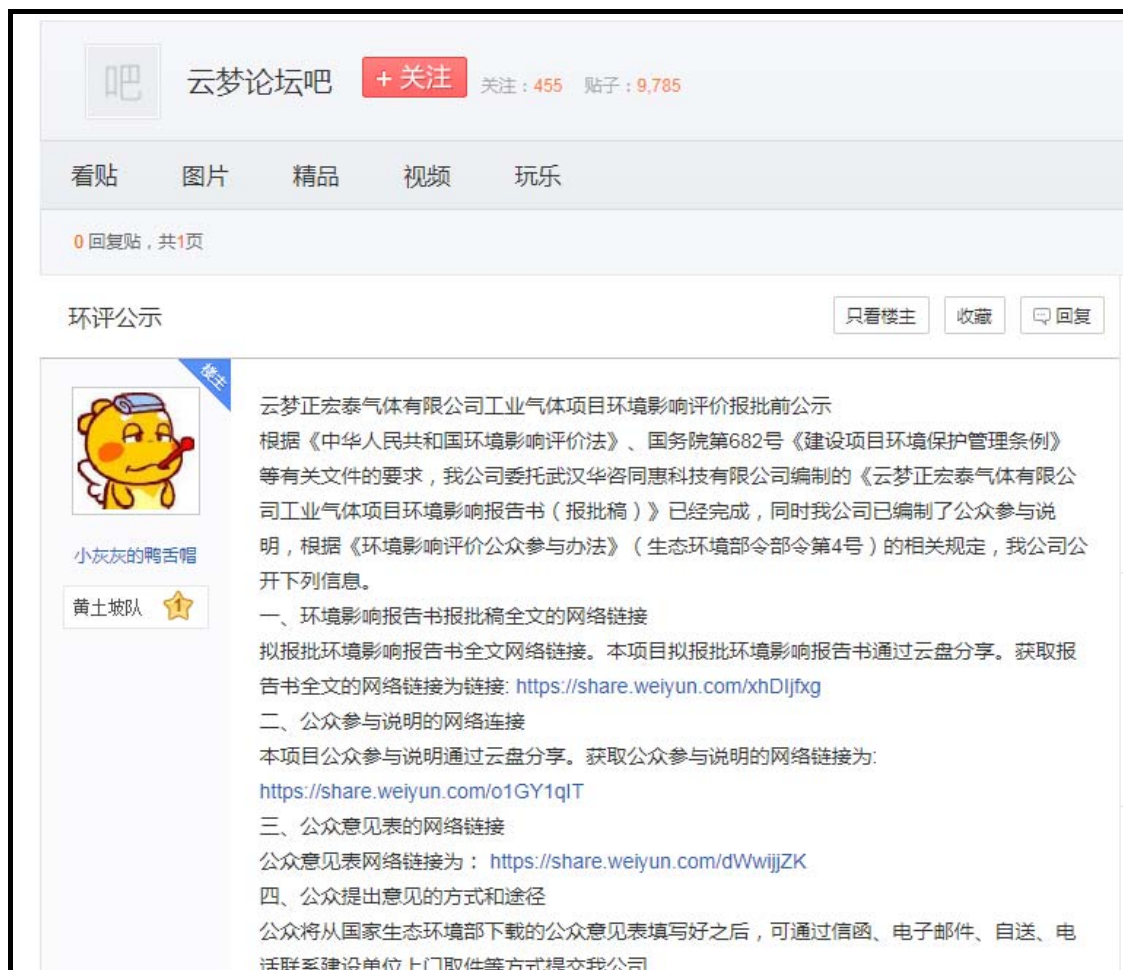 吧
云梦论坛吧
+ 关注
关注：455 贴子：9,785
看贴 图片 精品 视频 玩乐
0 回复贴，共1页
环评公示
只看楼主 收藏 回复
楼主
小灰灰的鸭舌帽
黄土坡队 1
云梦正宏泰气体有限公司工业气体项目环境影响评价报批前公示
根据《中华人民共和国环境影响评价法》、国务院第682号《建设项目环境保护管理条例》
等有关文件的要求，我公司委托武汉华咨同惠科技有限公司编制的《云梦正宏泰气体有限公
司工业气体项目环境影响报告书（报批稿）》已经完成，同时我公司已编制了公众参与说
明，根据《环境影响评价公众参与办法》（生态环境部令部令第4号）的相关规定，我公司公
开下列信息。
一、环境影响报告书报批稿全文的网络链接
拟报批环境影响报告书全文网络链接。本项目拟报批环境影响报告书通过云盘分享。获取报
告书全文的网络链接为链接: https://share.weiyun.com/xhDIjfxg
二、公众参与说明的网络连接
本项目公众参与说明通过云盘分享。获取公众参与说明的网络链接为:
https://share.weiyun.com/o1GY1qIT
三、公众意见表的网络链接
公众意见表网络链接为： https://share.weiyun.com/dWwijjZK
四、公众提出意见的方式和途径
公众将从国家生态环境部下载的公众意见表填写好之后，可通过信函、电子邮件、自送、电
话联系建设单位上门取件等方式提交我公司